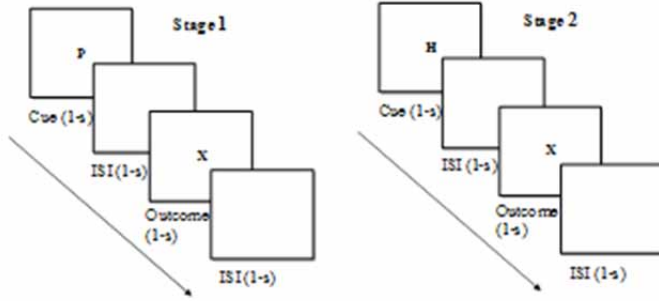 Stage 1
P
Cue (1-s)
ISI (1-s)
X
Outcome
(1-s)
ISI (1-s)
Stage 2
H
Cue (1-s)
ISI (1-s)
X
Outcome
(1-s)
ISI (1-s)